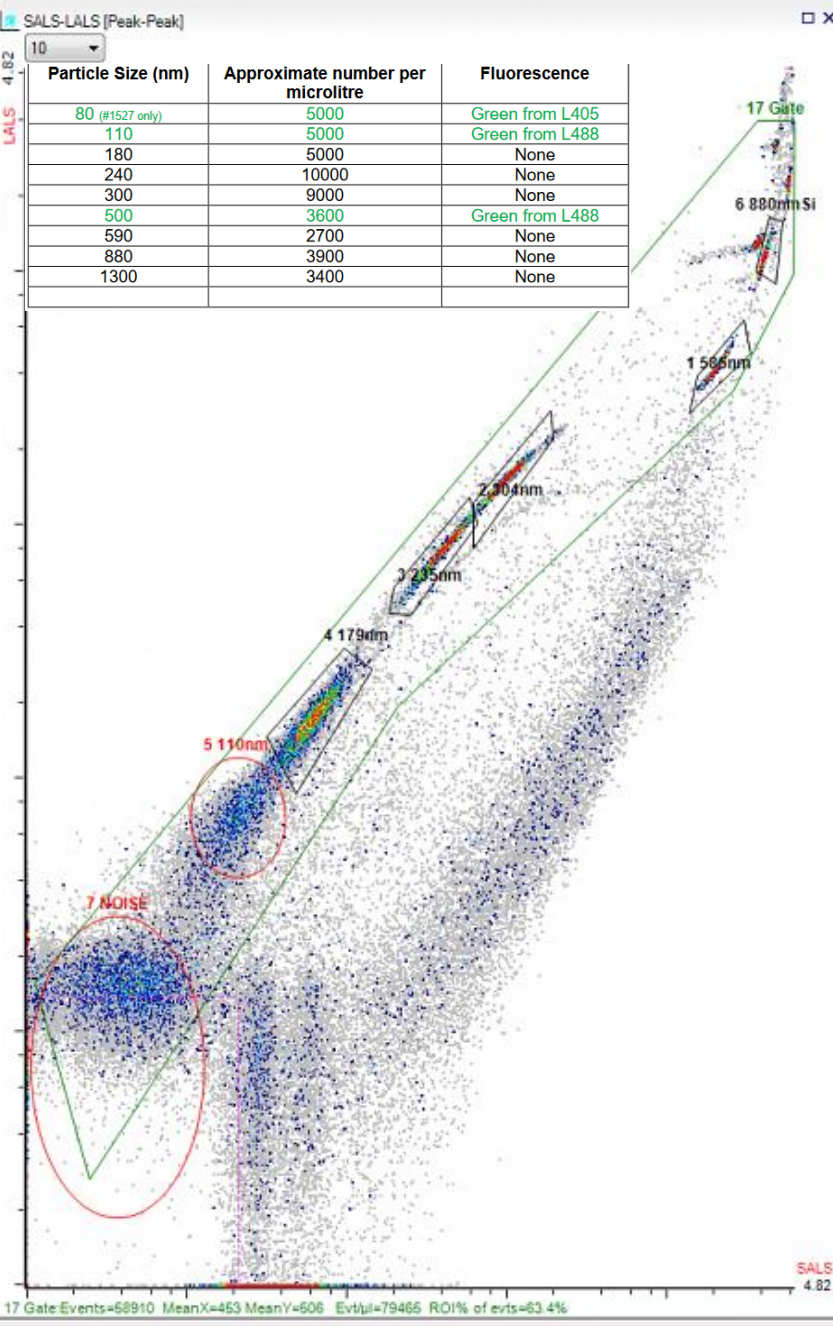 SALS-LALS [Peak-Peak]
10
4.82
LALS
Particle Size (nm) Approximate number per microlitre Fluorescence
80 (#1527 only) 5000 Green from L405
110 5000 Green from L488
180 5000 None
240 10000 None
300 9000 None
500 3600 Green from L488
590 2700 None
880 3900 None
1300 3400 None
17 Gate
6 880nm Si
1 585nm
2 304nm
3 235nm
4 179nm
5 110nm
7 NOISE
SALS
4.82
17 Gate:Events=58910 MeanX=453 MeanY=506 Evt/µl=79465 ROI% of evts=63.4%